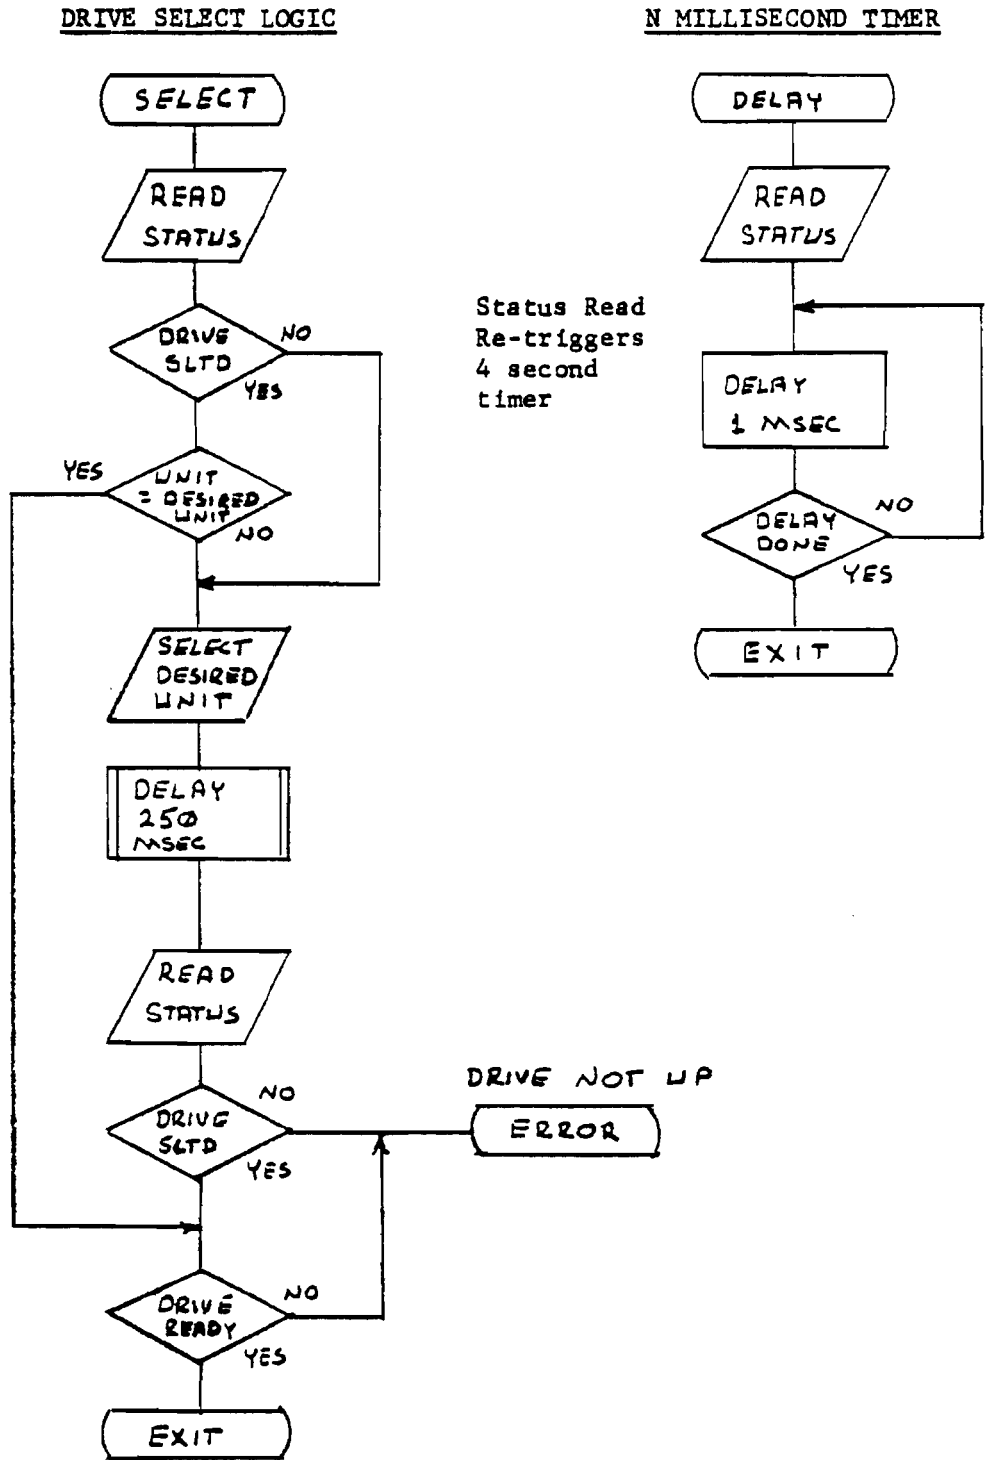 DRIVE SELECT LOGIC
SELECT
READ
STATUS
DRIVE
SLTD
NO
YES
UNIT
= DESIRED
UNIT
YES
NO
SELECT
DESIRED
UNIT
DELAY
250
MSEC
READ
STATUS
DRIVE
SLTD
NO
YES
DRIVE NOT UP
ERROR
DRIVE
READY
NO
YES
EXIT
Status Read
Re-triggers
4 second
timer
N MILLISECOND TIMER
DELAY
READ
STATUS
DELAY
1 MSEC
DELAY
DONE
NO
YES
EXIT